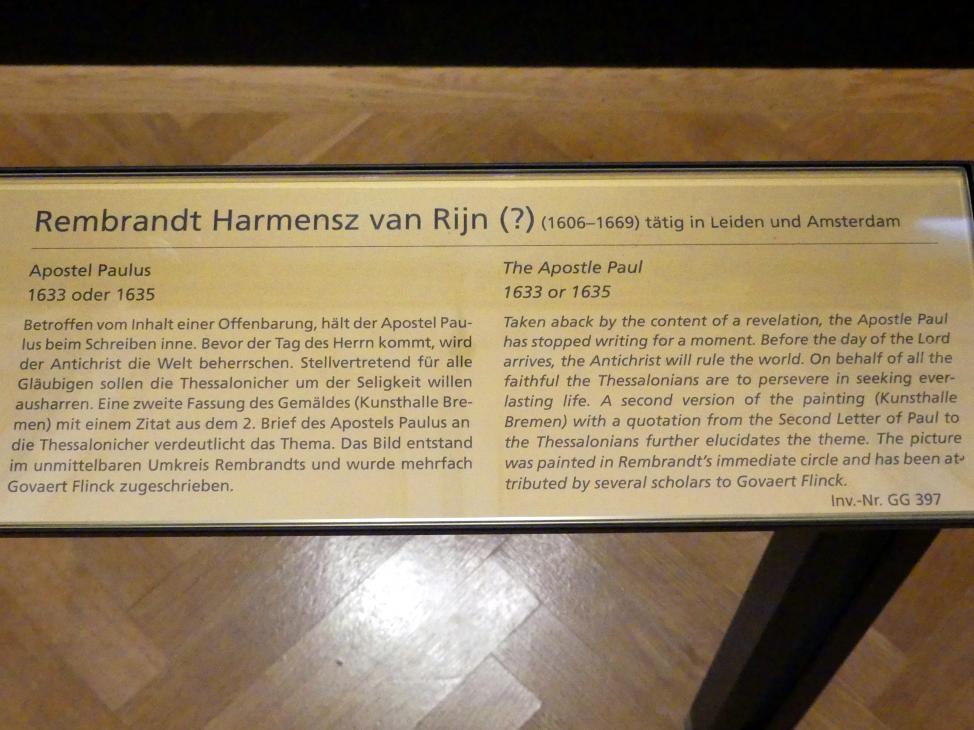 Rembrandt Harmensz van Rijn (?) (1606–1669) tätig in Leiden und Amsterdam
Apostel Paulus
1633 oder 1635
Betroffen vom Inhalt einer Offenbarung, hält der Apostel Pau-
lus beim Schreiben inne. Bevor der Tag des Herrn kommt, wird
der Antichrist die Welt beherrschen. Stellvertretend für alle
Gläubigen sollen die Thessalonicher um der Seligkeit willen
ausharren. Eine zweite Fassung des Gemäldes (Kunsthalle Bre-
men) mit einem Zitat aus dem 2. Brief des Apostels Paulus an
die Thessalonicher verdeutlicht das Thema. Das Bild entstand
im unmittelbaren Umkreis Rembrandts und wurde mehrfach
Govaert Flinck zugeschrieben.
The Apostle Paul
1633 or 1635
Taken aback by the content of a revelation, the Apostle Paul
has stopped writing for a moment. Before the day of the Lord
arrives, the Antichrist will rule the world. On behalf of all the
faithful the Thessalonians are to persevere in seeking ever-
lasting life. A second version of the painting (Kunsthalle
Bremen) with a quotation from the Second Letter of Paul to
the Thessalonians further elucidates the theme. The picture
was painted in Rembrandt's immediate circle and has been at-
tributed by several scholars to Govaert Flinck.
Inv.-Nr. GG 397